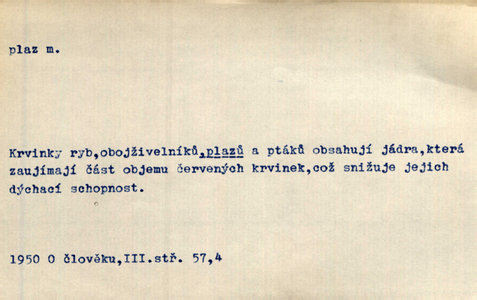 plaz m.
Krvinky ryb,obojživelníků,plazů a ptáků obsahují jádra,která
zaujímají část objemu červených krvinek,což snižuje jejich
dýchací schopnost.
1950 O člověku,III.stř. 57,4